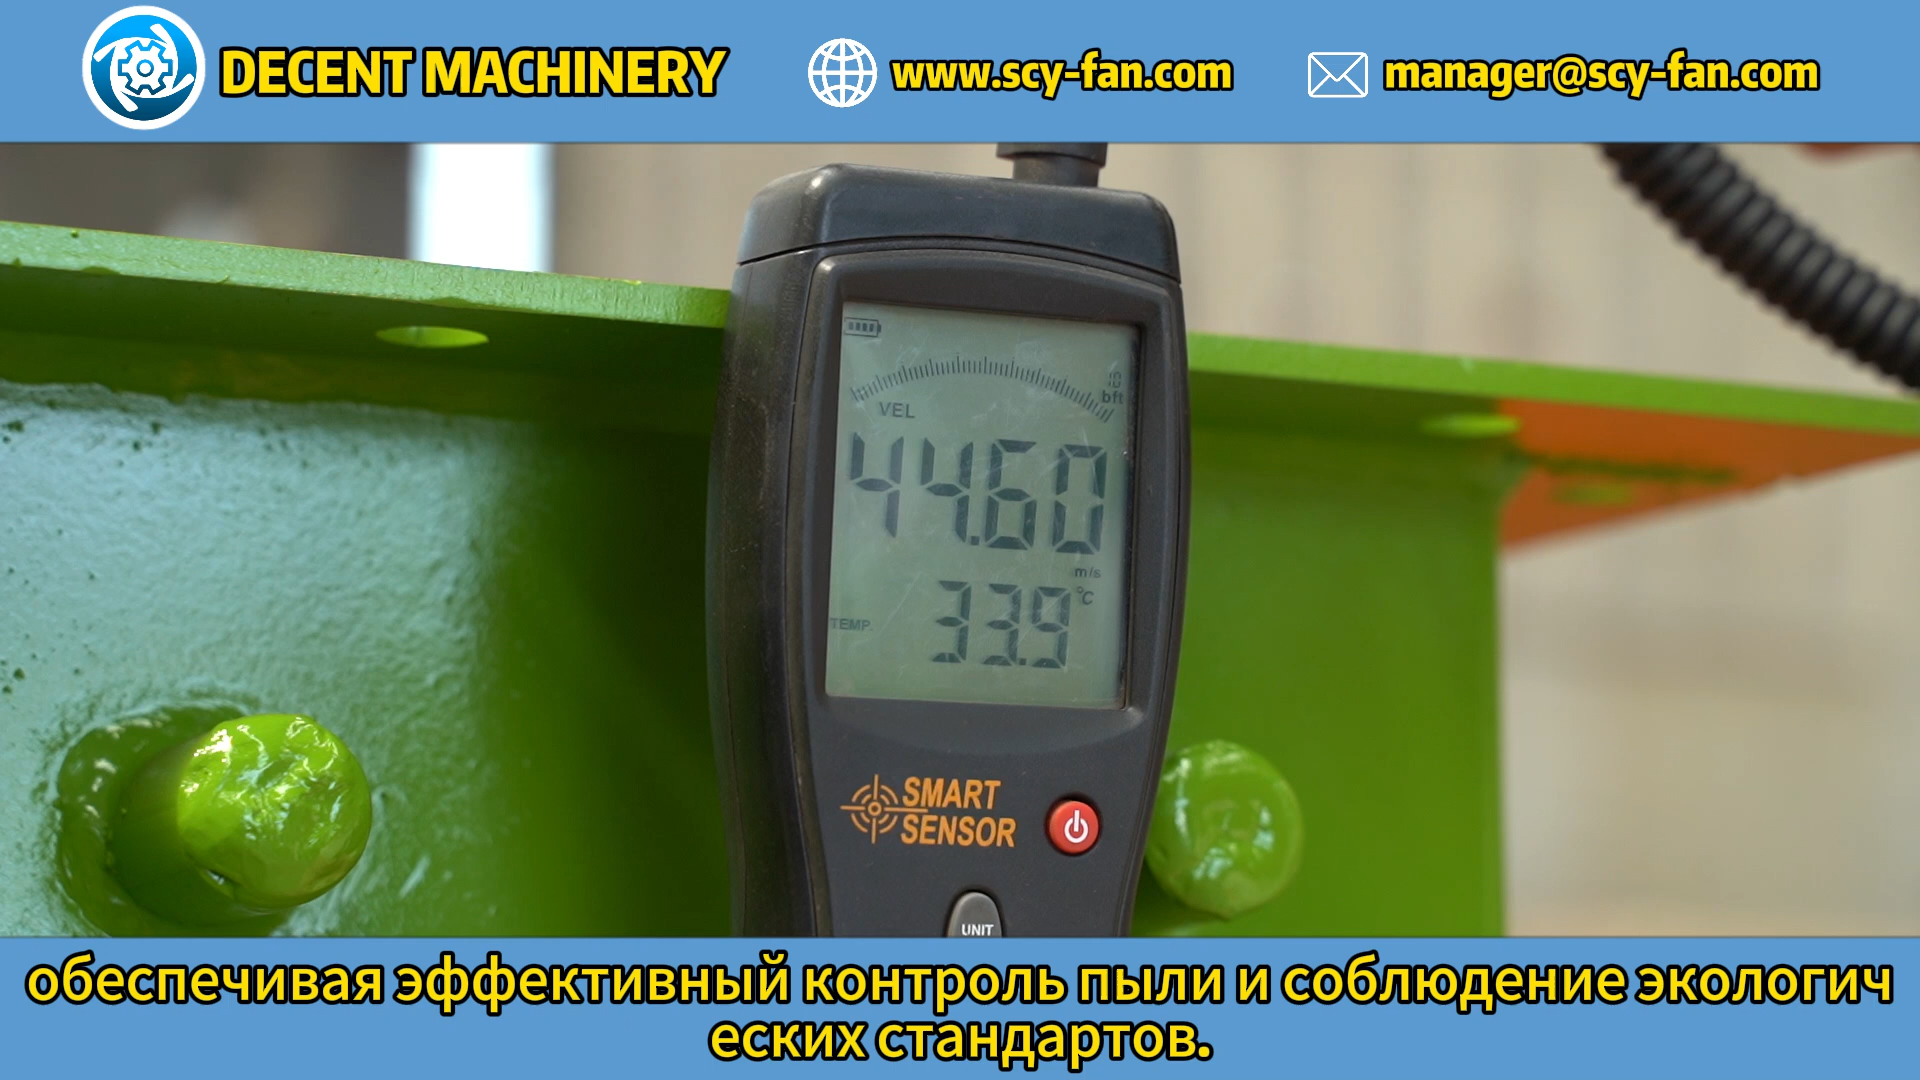 DECENT MACHINERY
www.scy-fan.com
manager@scy-fan.com
bft
VEL
44.60
m/s
°C
TEMP.
33.9
SMART
SENSOR
UNIT
обеспечивая эффективный контроль пыли и соблюдение экологич
еских стандартов.